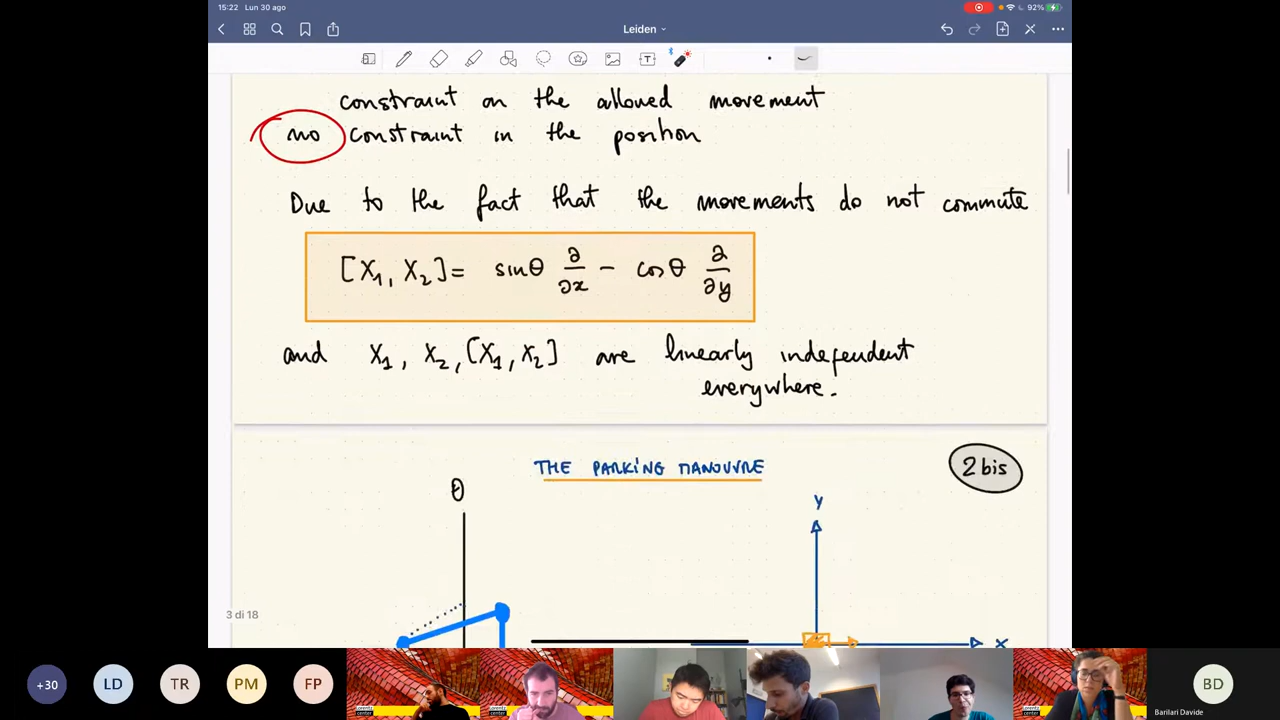 15:22 Lun 30 ago
92%
Leiden
constraint on the allowed movement
no constraint in the position
Due to the fact that the movements do not commute
[X1, X2] = sinθ ∂/∂x − cosθ ∂/∂y
and X1, X2, [X1, X2] are linearly independent
everywhere.
THE PARKING MANOUVRE
2 bis
θ
y
x
3 di 18
+30
LD
TR
PM
FP
BD
Barilari Davide